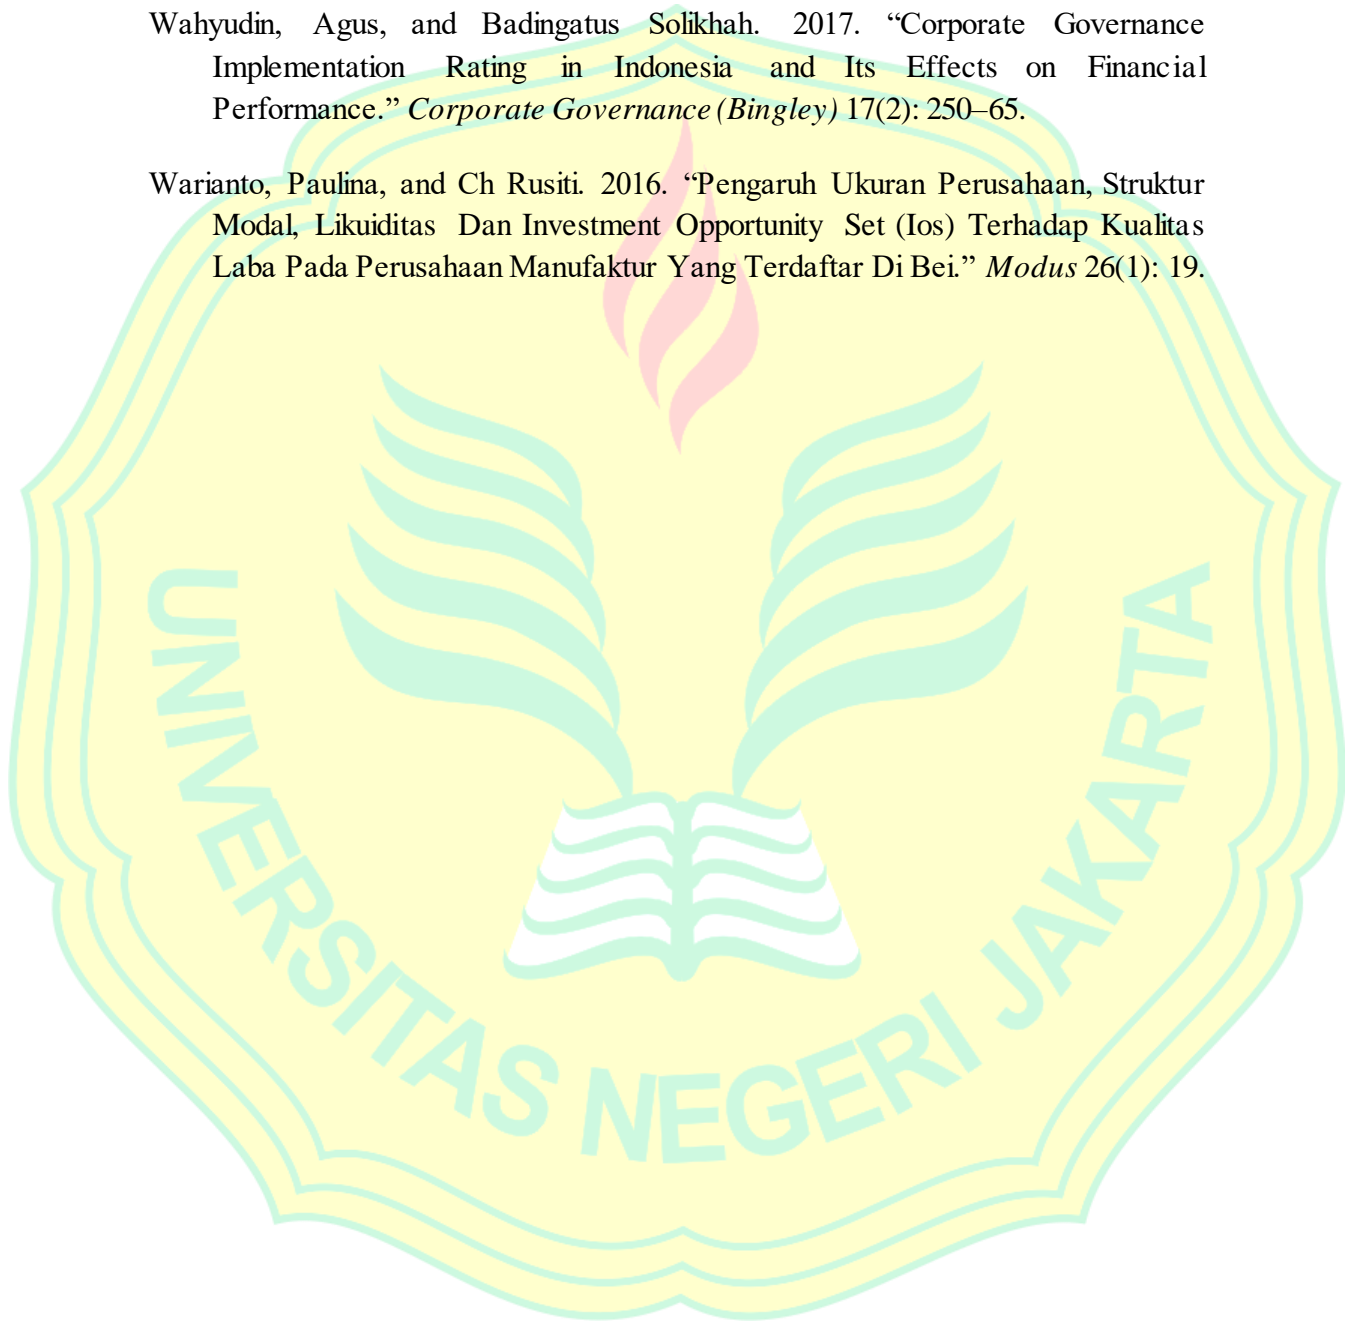 Wahyudin, Agus, and Badingatus Solikhah. 2017. “Corporate Governance
Implementation Rating in Indonesia and Its Effects on Financial
Performance.” Corporate Governance (Bingley) 17(2): 250–65.
Warianto, Paulina, and Ch Rusiti. 2016. “Pengaruh Ukuran Perusahaan, Struktur
Modal, Likuiditas Dan Investment Opportunity Set (Ios) Terhadap Kualitas
Laba Pada Perusahaan Manufaktur Yang Terdaftar Di Bei.” Modus 26(1): 19.
UNIVERSITAS NEGERI JAKARTA